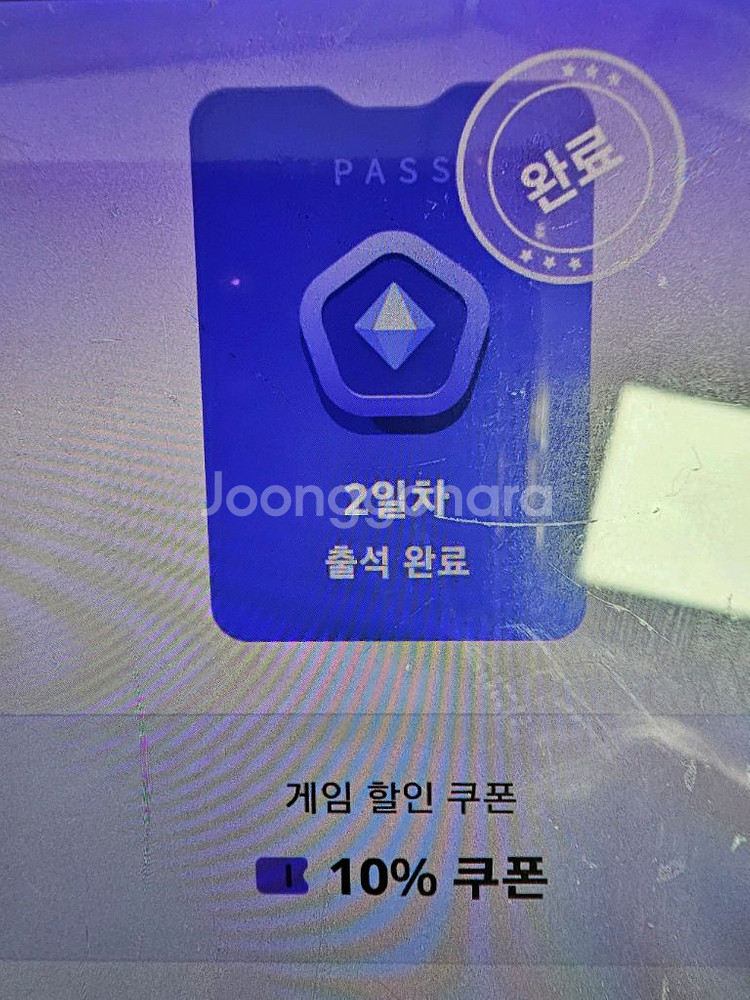 PASS
완료
Joonggonara
2일차
출석 완료
게임 할인 쿠폰
10% 쿠폰